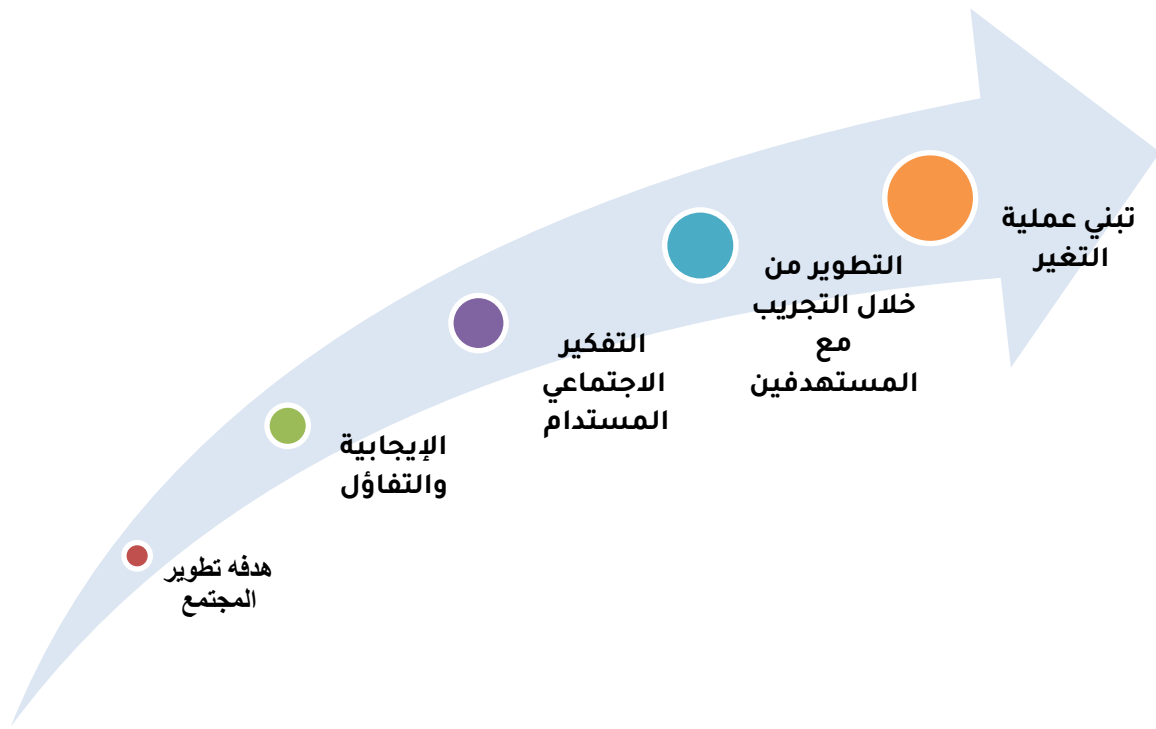 هدفه تطوير
المجتمع
الإيجابية
والتفاؤل
التفكير
الاجتماعي
المستدام
التطوير من
خلال التجريب
مع
المستهدفين
تبني عملية
التغير